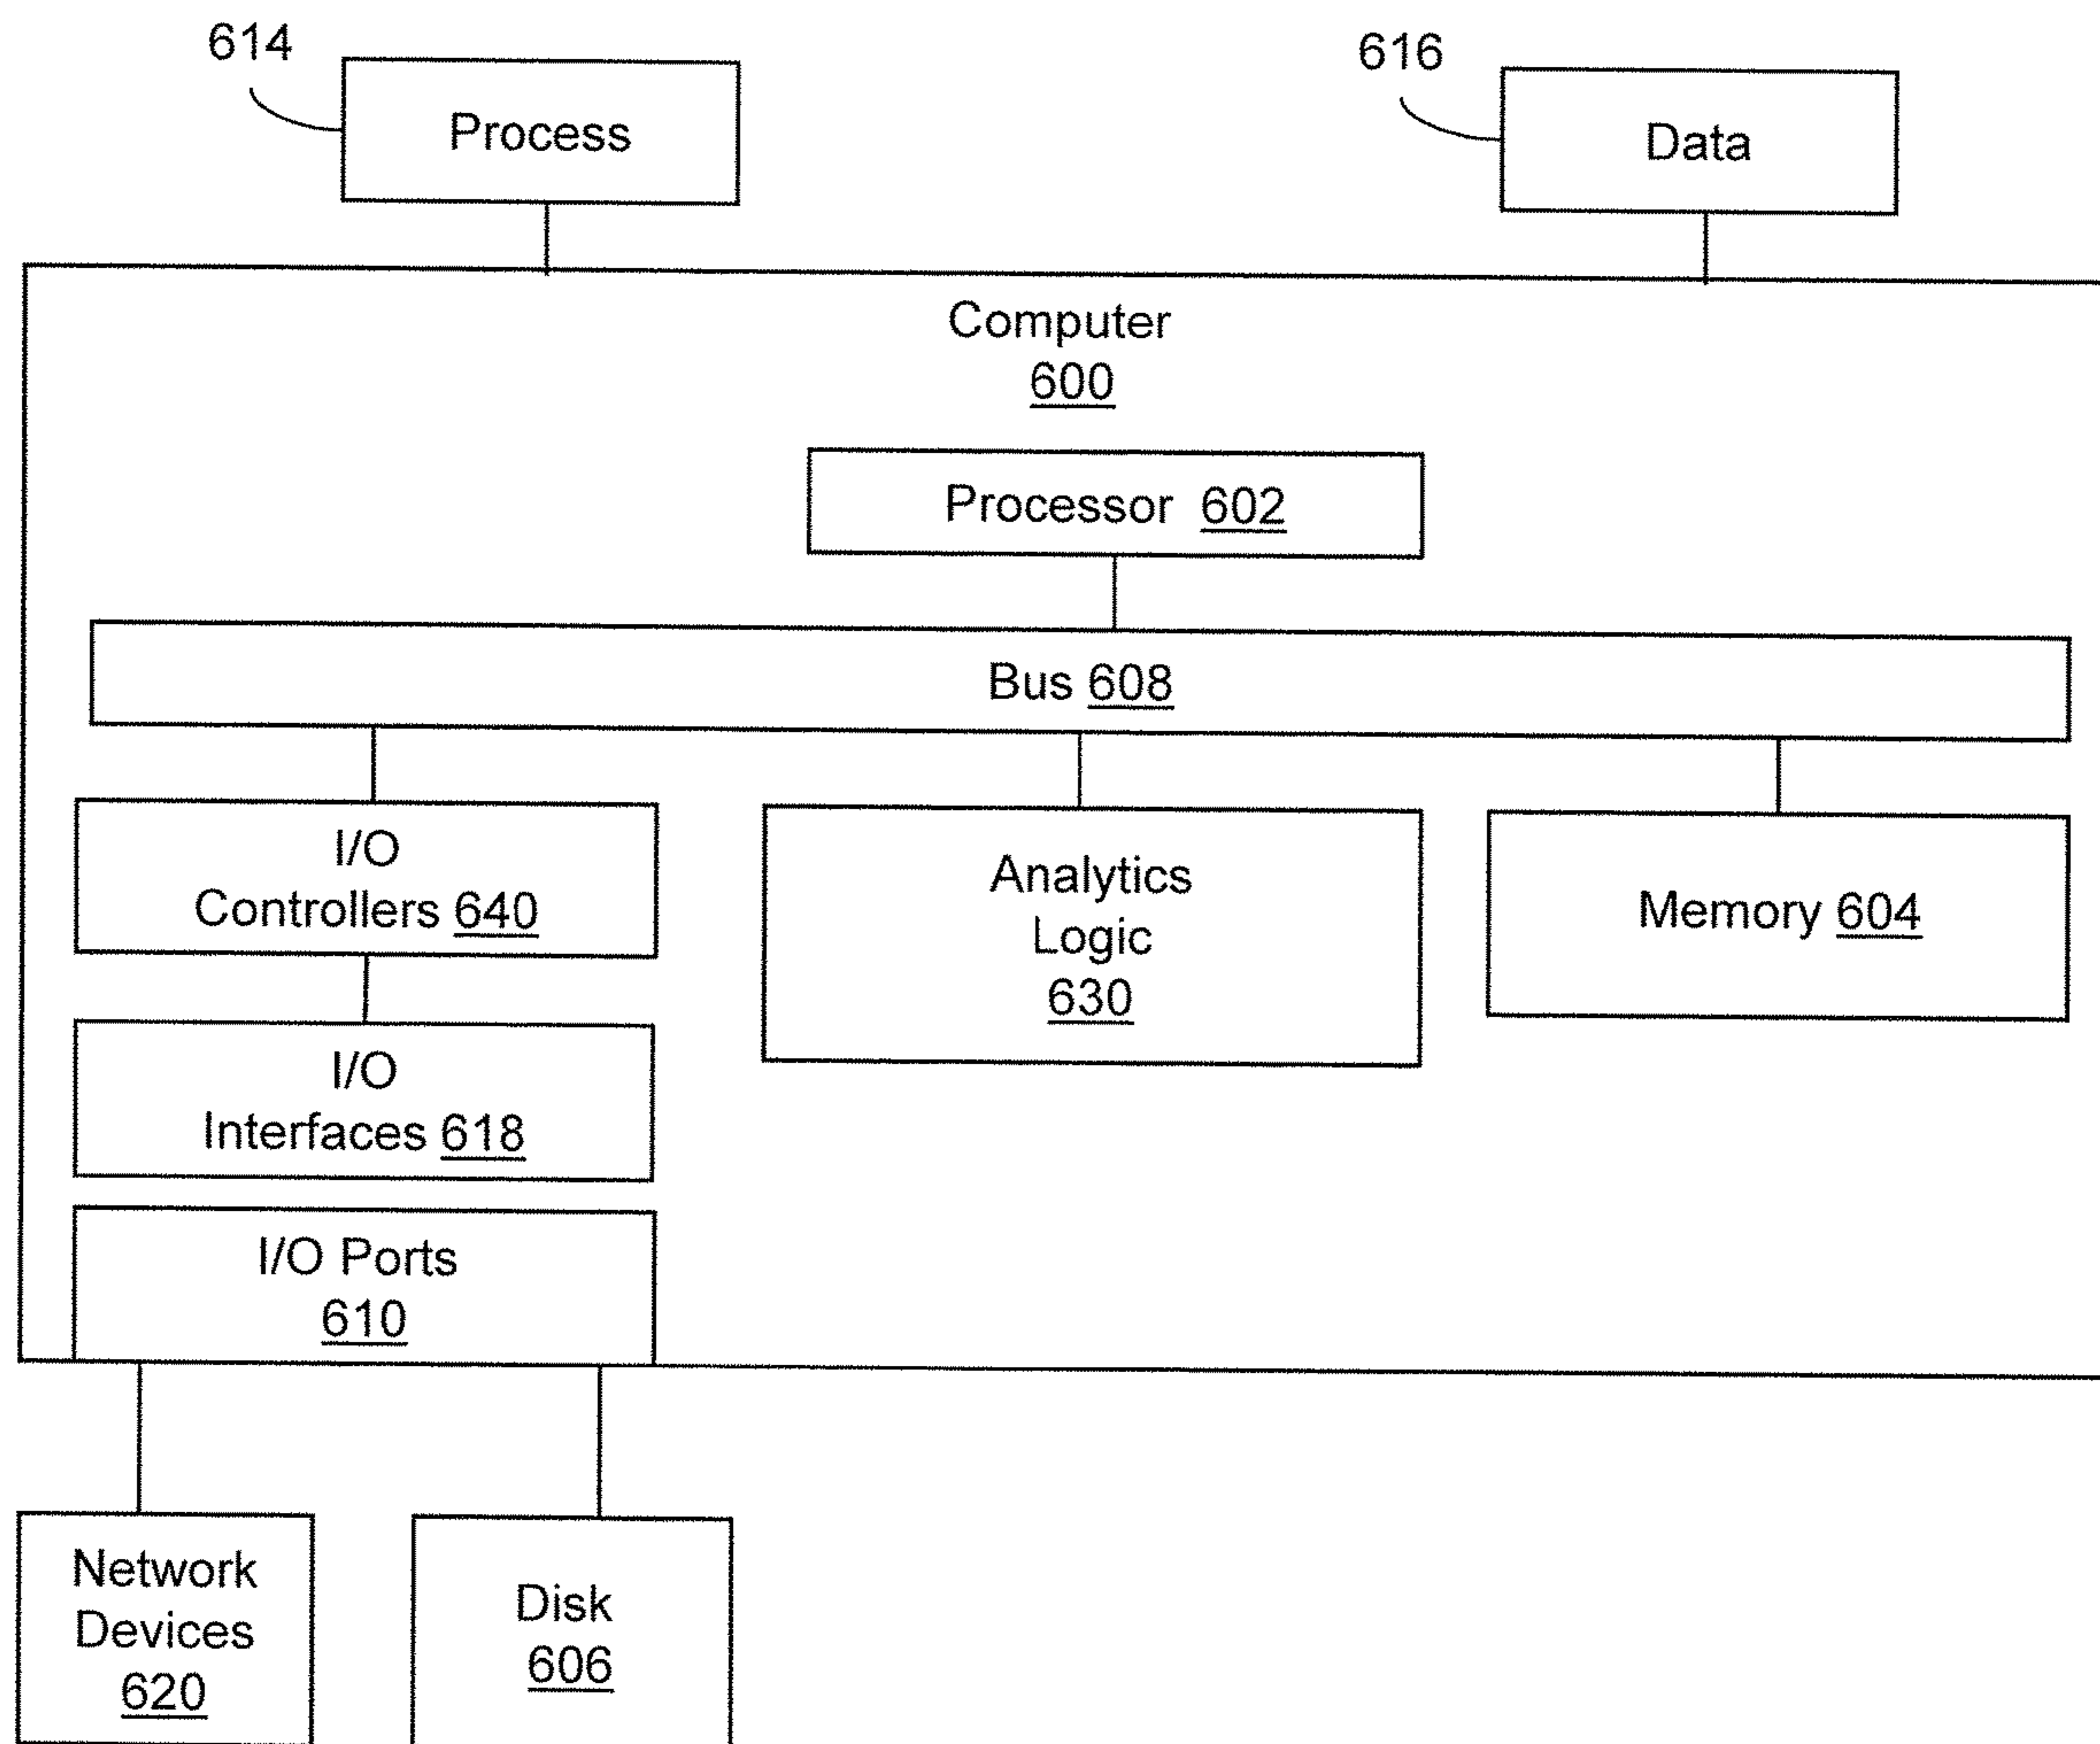 614
Process
616
Data
Computer
600
Processor 602
Bus 608
I/O
Controllers 640
Analytics
Logic
630
Memory 604
I/O
Interfaces 618
I/O Ports
610
Network
Devices
620
Disk
606